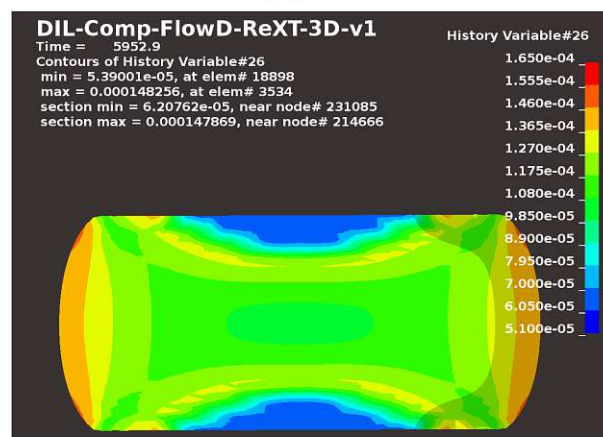 DIL-Comp-FlowD-ReXT-3D-v1
Time = 5952.9
Contours of History Variable#26
min = 5.39001e-05, at elem# 18898
max = 0.000148256, at elem# 3534
section min = 6.20762e-05, near node# 231085
section max = 0.000147869, near node# 214666
History Variable#26
1.650e-04
1.555e-04
1.460e-04
1.365e-04
1.270e-04
1.175e-04
1.080e-04
9.850e-05
8.900e-05
7.950e-05
7.000e-05
6.050e-05
5.100e-05